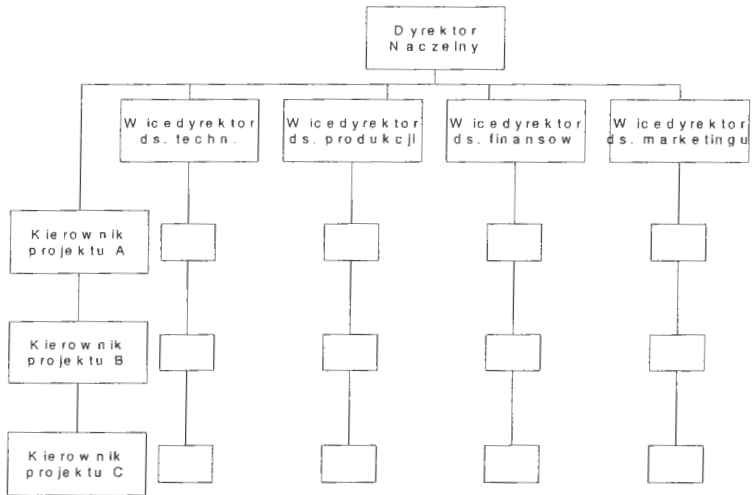 Dyrektor
Naczelny
Wicedyrektor
ds. techn.
Wicedyrektor
ds. produkcji
Wicedyrektor
ds. finansow
Wicedyrektor
ds. marketingu
Kierownik
projektu A
Kierownik
projektu B
Kierownik
projektu C